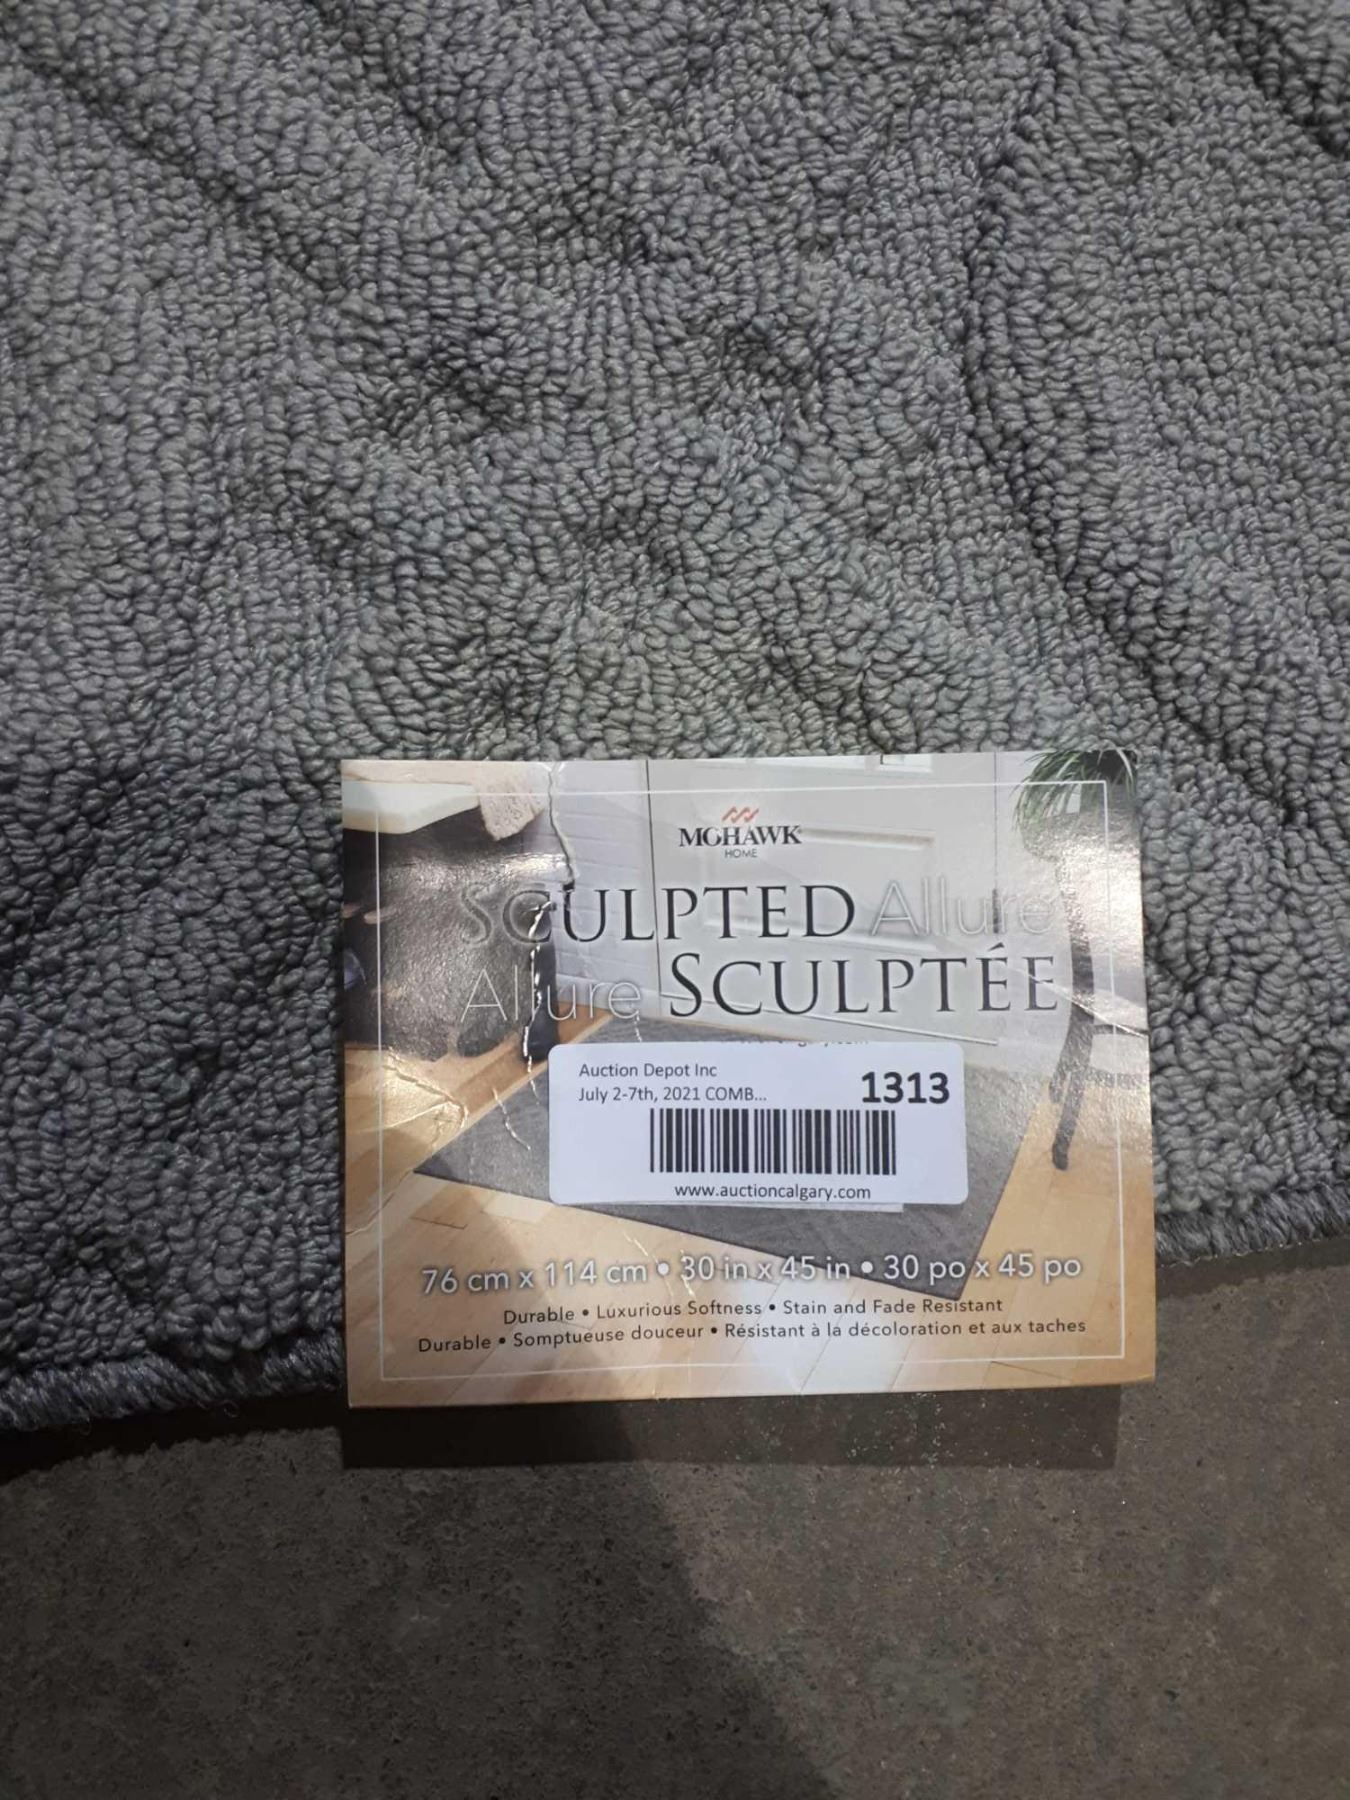 MOHAWK
HOME
SCULPTED Allure
Allure SCULPTÉE
Auction Depot Inc
July 2-7th, 2021 COMB...
1313
www.auctioncalgary.com
76 cm x 114 cm • 30 in x 45 in • 30 po x 45 po
Durable • Luxurious Softness • Stain and Fade Resistant
Durable • Somptueuse douceur • Résistant à la décoloration et aux taches